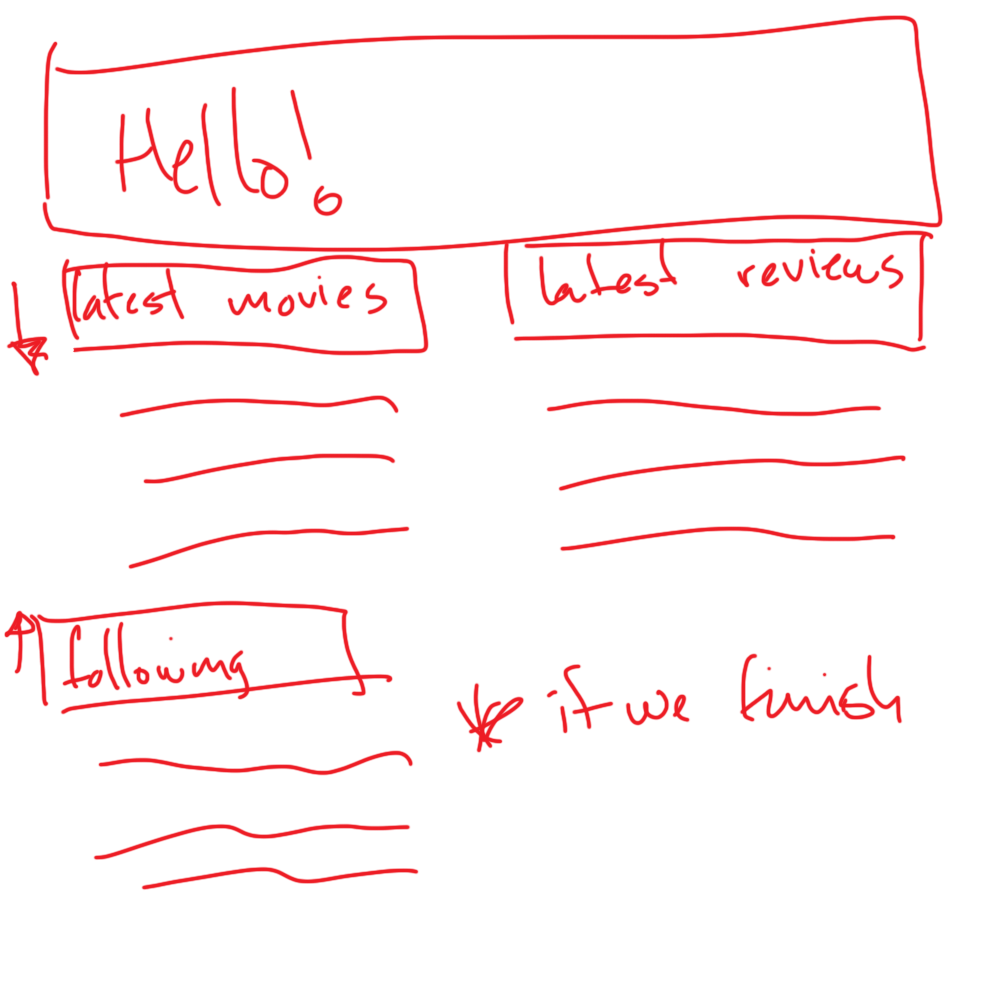 Hello!
latest movies
latest reviews
following
* if we finish